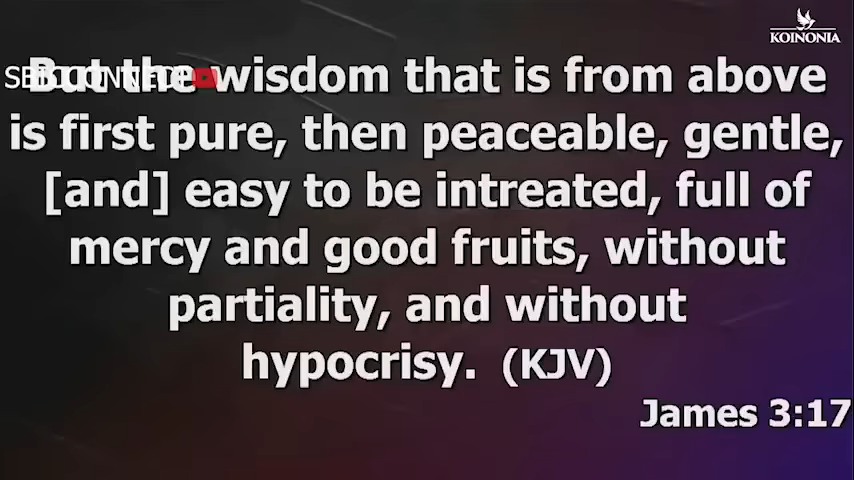 KOINONIA
But the wisdom that is from above
is first pure, then peaceable, gentle,
[and] easy to be intreated, full of
mercy and good fruits, without
partiality, and without
hypocrisy. (KJV)
James 3:17